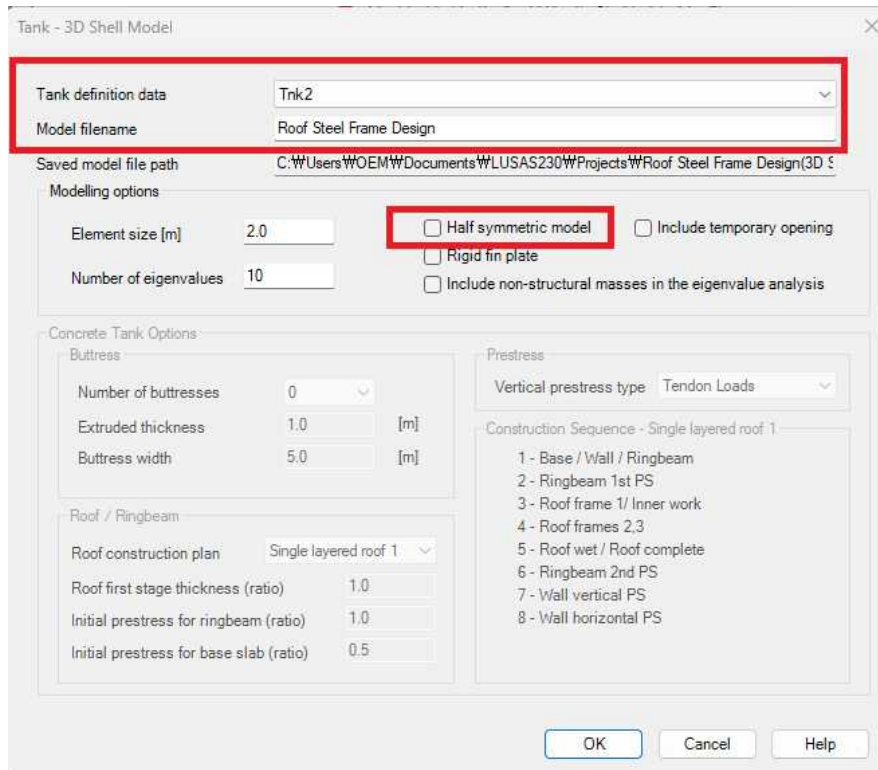 Tank - 3D Shell Model
Tank definition data Tnk2
Model filename Roof Steel Frame Design
Saved model file path C:₩Users₩OEM₩Documents₩LUSAS230₩Projects₩Roof Steel Frame Design(3D S
Modelling options
Element size [m] 2.0 Half symmetric model Include temporary opening
Rigid fin plate
Number of eigenvalues 10 Include non-structural masses in the eigenvalue analysis
Concrete Tank Options
Buttress
Number of buttresses 0
Extruded thickness 1.0 [m]
Buttress width 5.0 [m]
Prestress
Vertical prestress type Tendon Loads
Construction Sequence - Single layered roof 1
1 - Base / Wall / Ringbeam
2 - Ringbeam 1st PS
3 - Roof frame 1/ Inner work
4 - Roof frames 2,3
5 - Roof wet / Roof complete
6 - Ringbeam 2nd PS
7 - Wall vertical PS
8 - Wall horizontal PS
Roof / Ringbeam
Roof construction plan Single layered roof 1
Roof first stage thickness (ratio) 1.0
Initial prestress for ringbeam (ratio) 1.0
Initial prestress for base slab (ratio) 0.5
OK Cancel Help